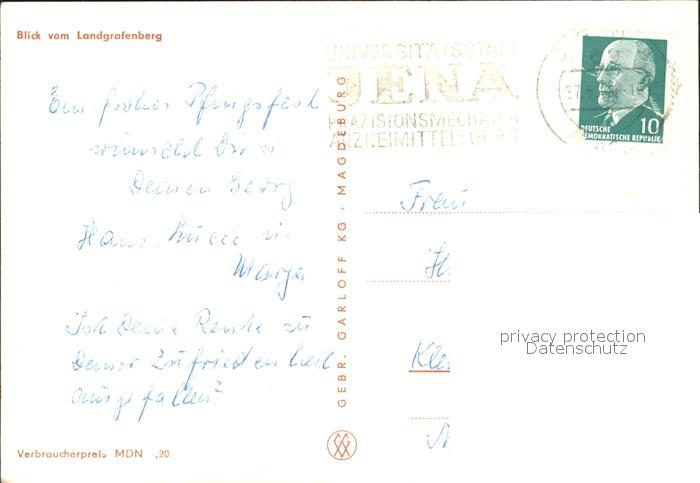 Blick vom Landgrafenberg
UNIVERSITÄTSSTADT
JENA
PRÄZISIONSMECHANIK
ARZNEIMITTEL · GLAS
10
DEUTSCHE
DEMOKRATISCHE REPUBLIK
Ein frohes Pfingstfest
wünscht Dir u
Deinen Georg
Hans, Lucie u.
Marga
Ist Deine Rente zu
Deiner Zufriedenheit
ausgefallen?
GEBR. GARLOFF KG · MAGDEBURG
Frau
privacy protection
Datenschutz
Verbraucherpreis MDN -,20